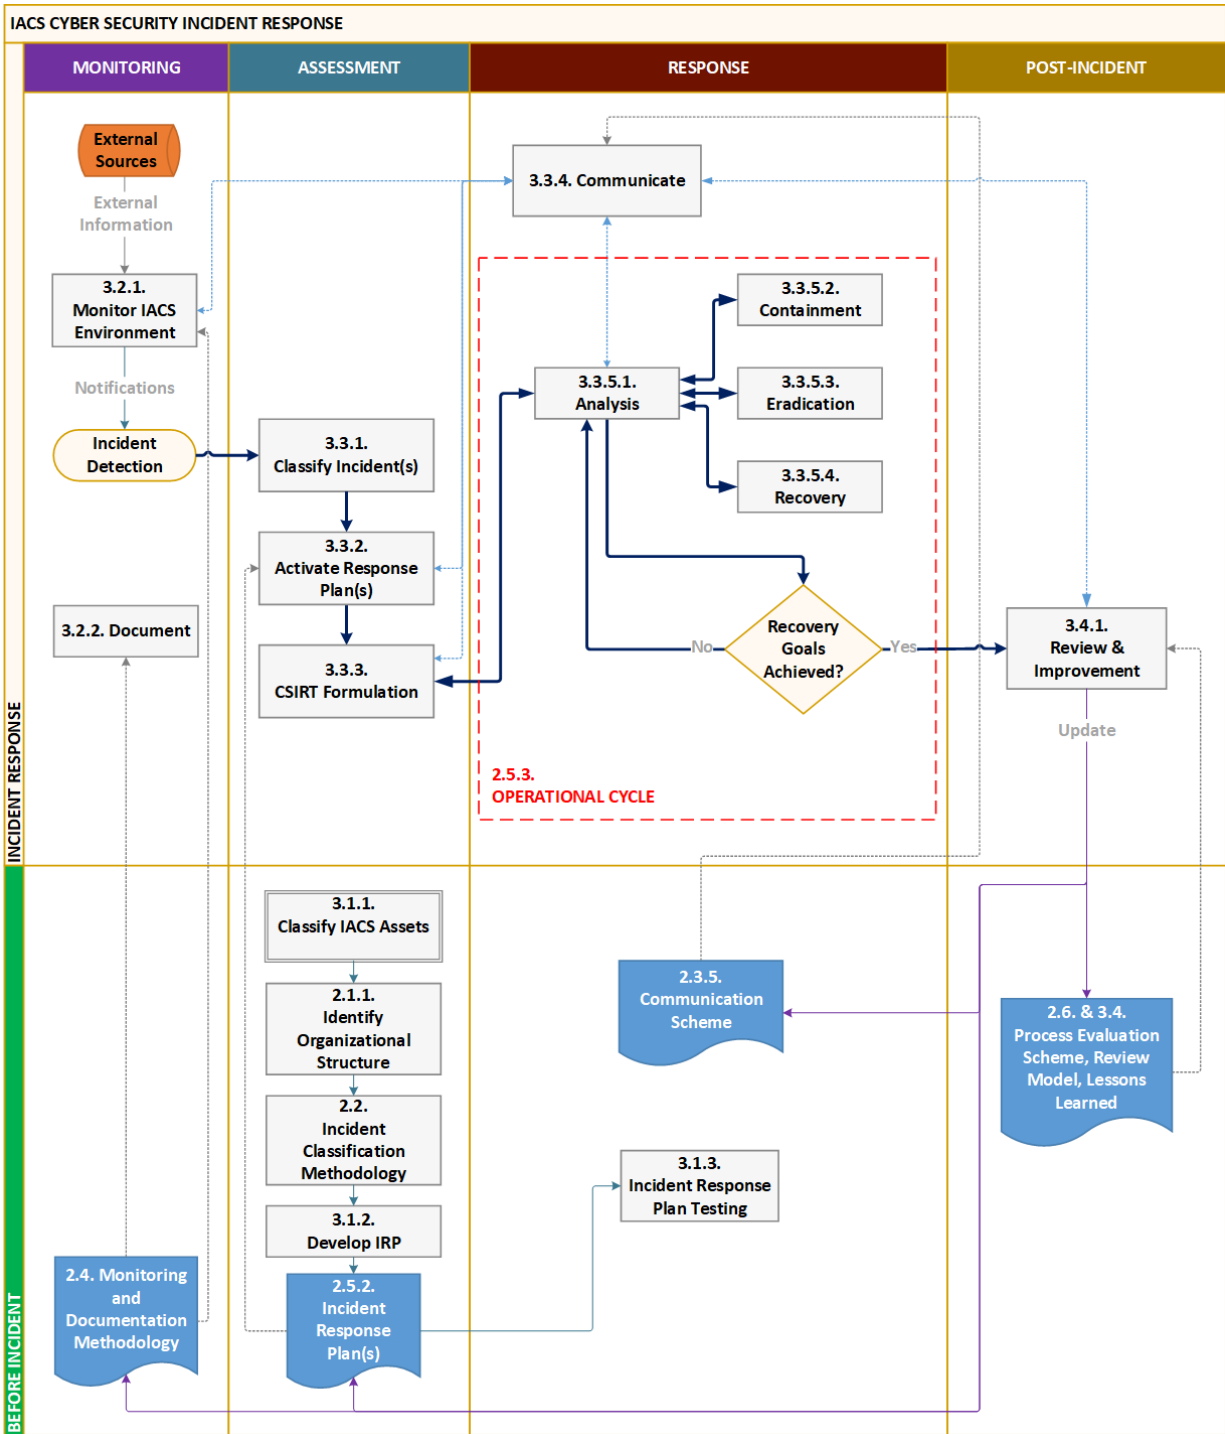 IACS CYBER SECURITY INCIDENT RESPONSE
MONITORING
ASSESSMENT
RESPONSE
POST-INCIDENT
INCIDENT RESPONSE
External
Sources
External
Information
3.2.1.
Monitor IACS
Environment
Notifications
Incident
Detection
3.2.2. Document
3.3.1.
Classify Incident(s)
3.3.2.
Activate Response
Plan(s)
3.3.3.
CSIRT Formulation
3.3.4. Communicate
3.3.5.1.
Analysis
3.3.5.2.
Containment
3.3.5.3.
Eradication
3.3.5.4.
Recovery
Recovery
Goals
Achieved?
No
Yes
2.5.3.
OPERATIONAL CYCLE
3.4.1.
Review &
Improvement
Update
BEFORE INCIDENT
2.4. Monitoring
and
Documentation
Methodology
3.1.1.
Classify IACS Assets
2.1.1.
Identify
Organizational
Structure
2.2.
Incident
Classification
Methodology
3.1.2.
Develop IRP
2.5.2.
Incident
Response
Plan(s)
2.3.5.
Communication
Scheme
3.1.3.
Incident Response
Plan Testing
2.6. & 3.4.
Process Evaluation
Scheme, Review
Model, Lessons
Learned